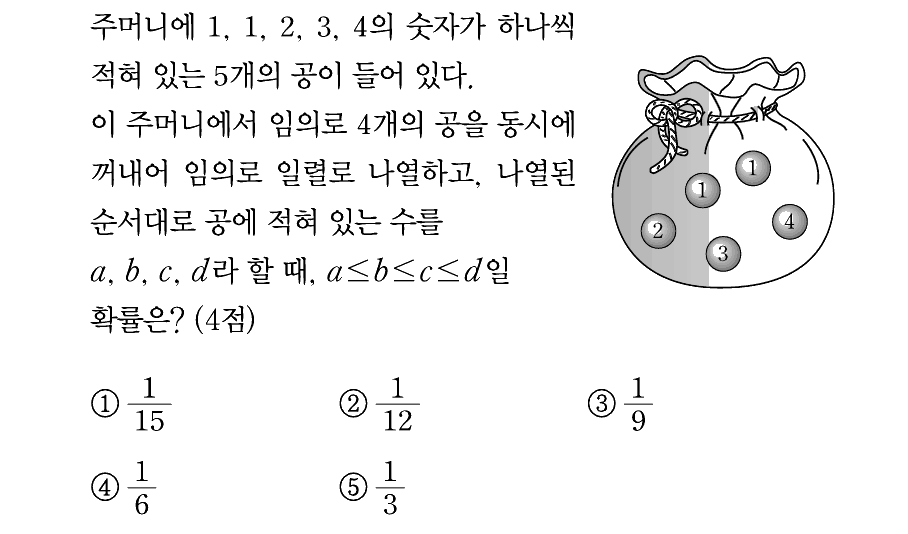 주머니에 1, 1, 2, 3, 4의 숫자가 하나씩
적혀 있는 5개의 공이 들어 있다.
이 주머니에서 임의로 4개의 공을 동시에
꺼내어 임의로 일렬로 나열하고, 나열된
순서대로 공에 적혀 있는 수를
a, b, c, d라 할 때, a≤b≤c≤d일
확률은? (4점)
1
1
2
4
3
① 1/15 ② 1/12 ③ 1/9
④ 1/6 ⑤ 1/3